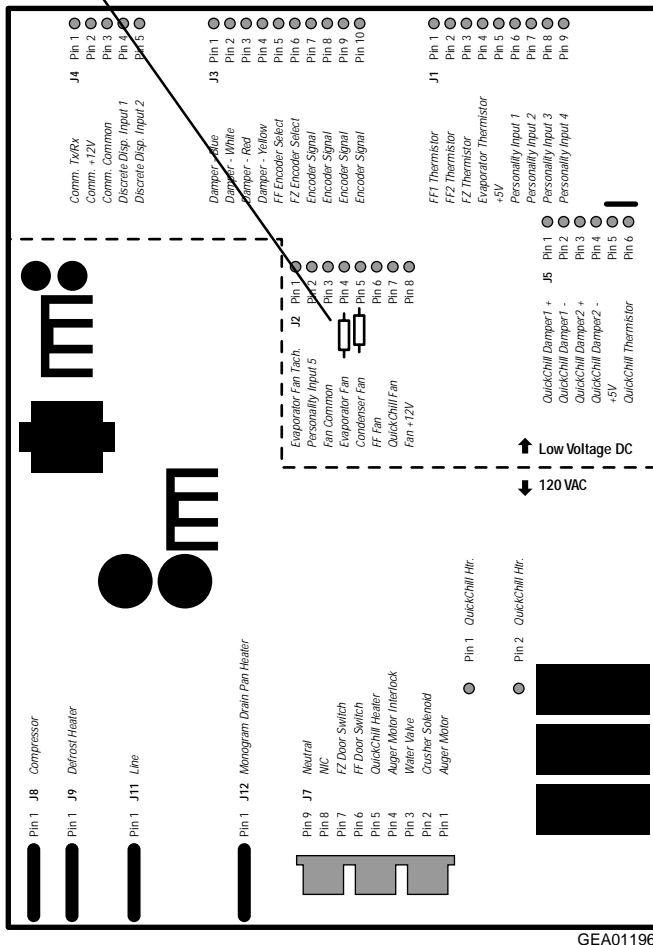 J4
Pin 1
Pin 2
Pin 3
Pin 4
Pin 5
Comm. Tx/Rx
Comm. +12V
Comm. Common
Discrete Disp. Input 1
Discrete Disp. Input 2
J3
Pin 1
Pin 2
Pin 3
Pin 4
Pin 5
Pin 6
Pin 7
Pin 8
Pin 9
Pin 10
Damper - Blue
Damper - White
Damper - Red
Damper - Yellow
FF Encoder Select
FZ Encoder Select
Encoder Signal
Encoder Signal
Encoder Signal
Encoder Signal
J1
Pin 1
Pin 2
Pin 3
Pin 4
Pin 5
Pin 6
Pin 7
Pin 8
Pin 9
FF1 Thermistor
FF2 Thermistor
FZ Thermistor
Evaporator Thermistor
+5V
Personality Input 1
Personality Input 2
Personality Input 3
Personality Input 4
J5
Pin 1
Pin 2
Pin 3
Pin 4
Pin 5
Pin 6
QuickChill Damper1 +
QuickChill Damper1 -
QuickChill Damper2 +
QuickChill Damper2 -
+5V
QuickChill Thermistor
J2
Pin 1
Pin 2
Pin 3
Pin 4
Pin 5
Pin 6
Pin 7
Pin 8
Evaporator Fan Tach.
Personality Input 5
Fan Common
Evaporator Fan
Condenser Fan
FF Fan
QuickChill Fan
Fan +12V
Low Voltage DC
120 VAC
Pin 1 QuickChill Htr.
Pin 2 QuickChill Htr.
Pin 1 J8 Compressor
Pin 1 J9 Defrost Heater
Pin 1 J11 Line
Pin 1 J12 Monogram Drain Pan Heater
J7
Pin 9 Neutral
Pin 8 N/C
Pin 7 FZ Door Switch
Pin 6 FF Door Switch
Pin 5 QuickChill Heater
Pin 4 Auger Motor Interlock
Pin 3 Water Valve
Pin 2 Crusher Solenoid
Pin 1 Auger Motor
GEA01196